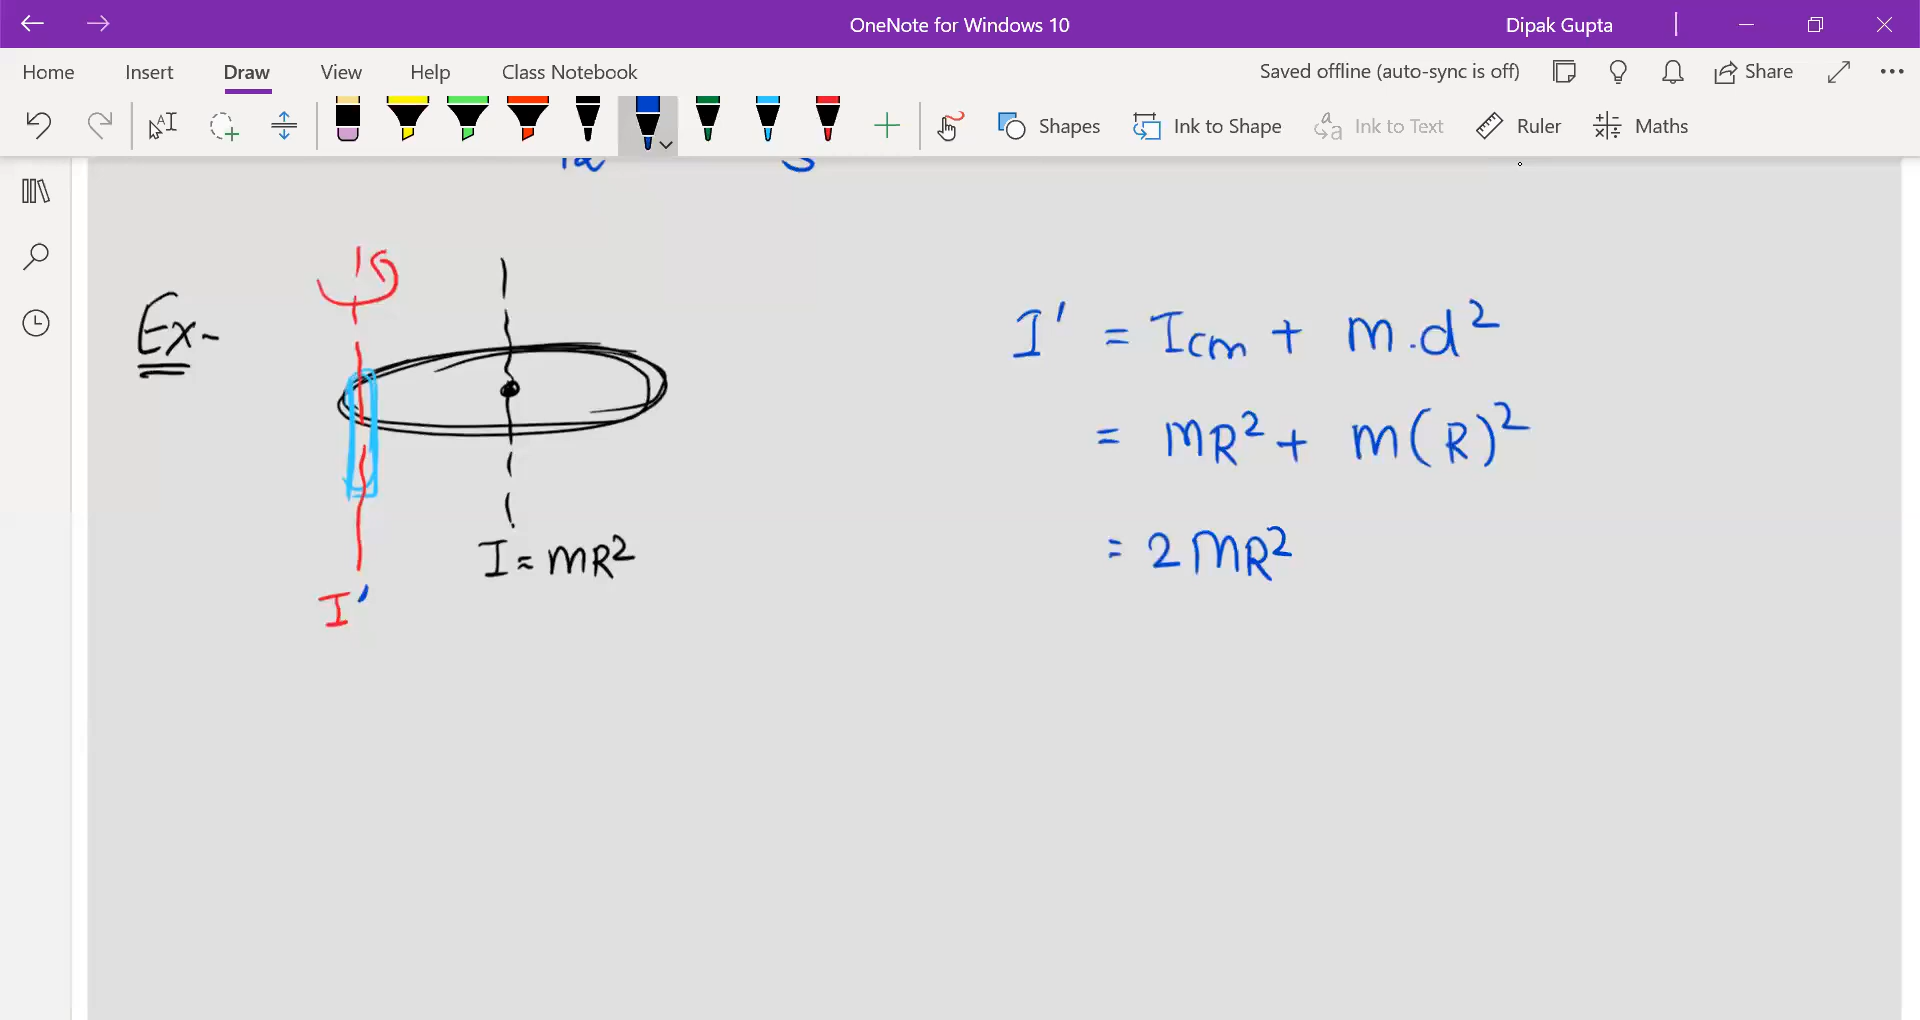 OneNote for Windows 10
Dipak Gupta
Home Insert Draw View Help Class Notebook
Saved offline (auto-sync is off)
Share
Shapes Ink to Shape Ink to Text Ruler Maths
Ex-
I' = Icm + m.d²
= mR² + m(R)²
I = mR²
= 2mR²
I'